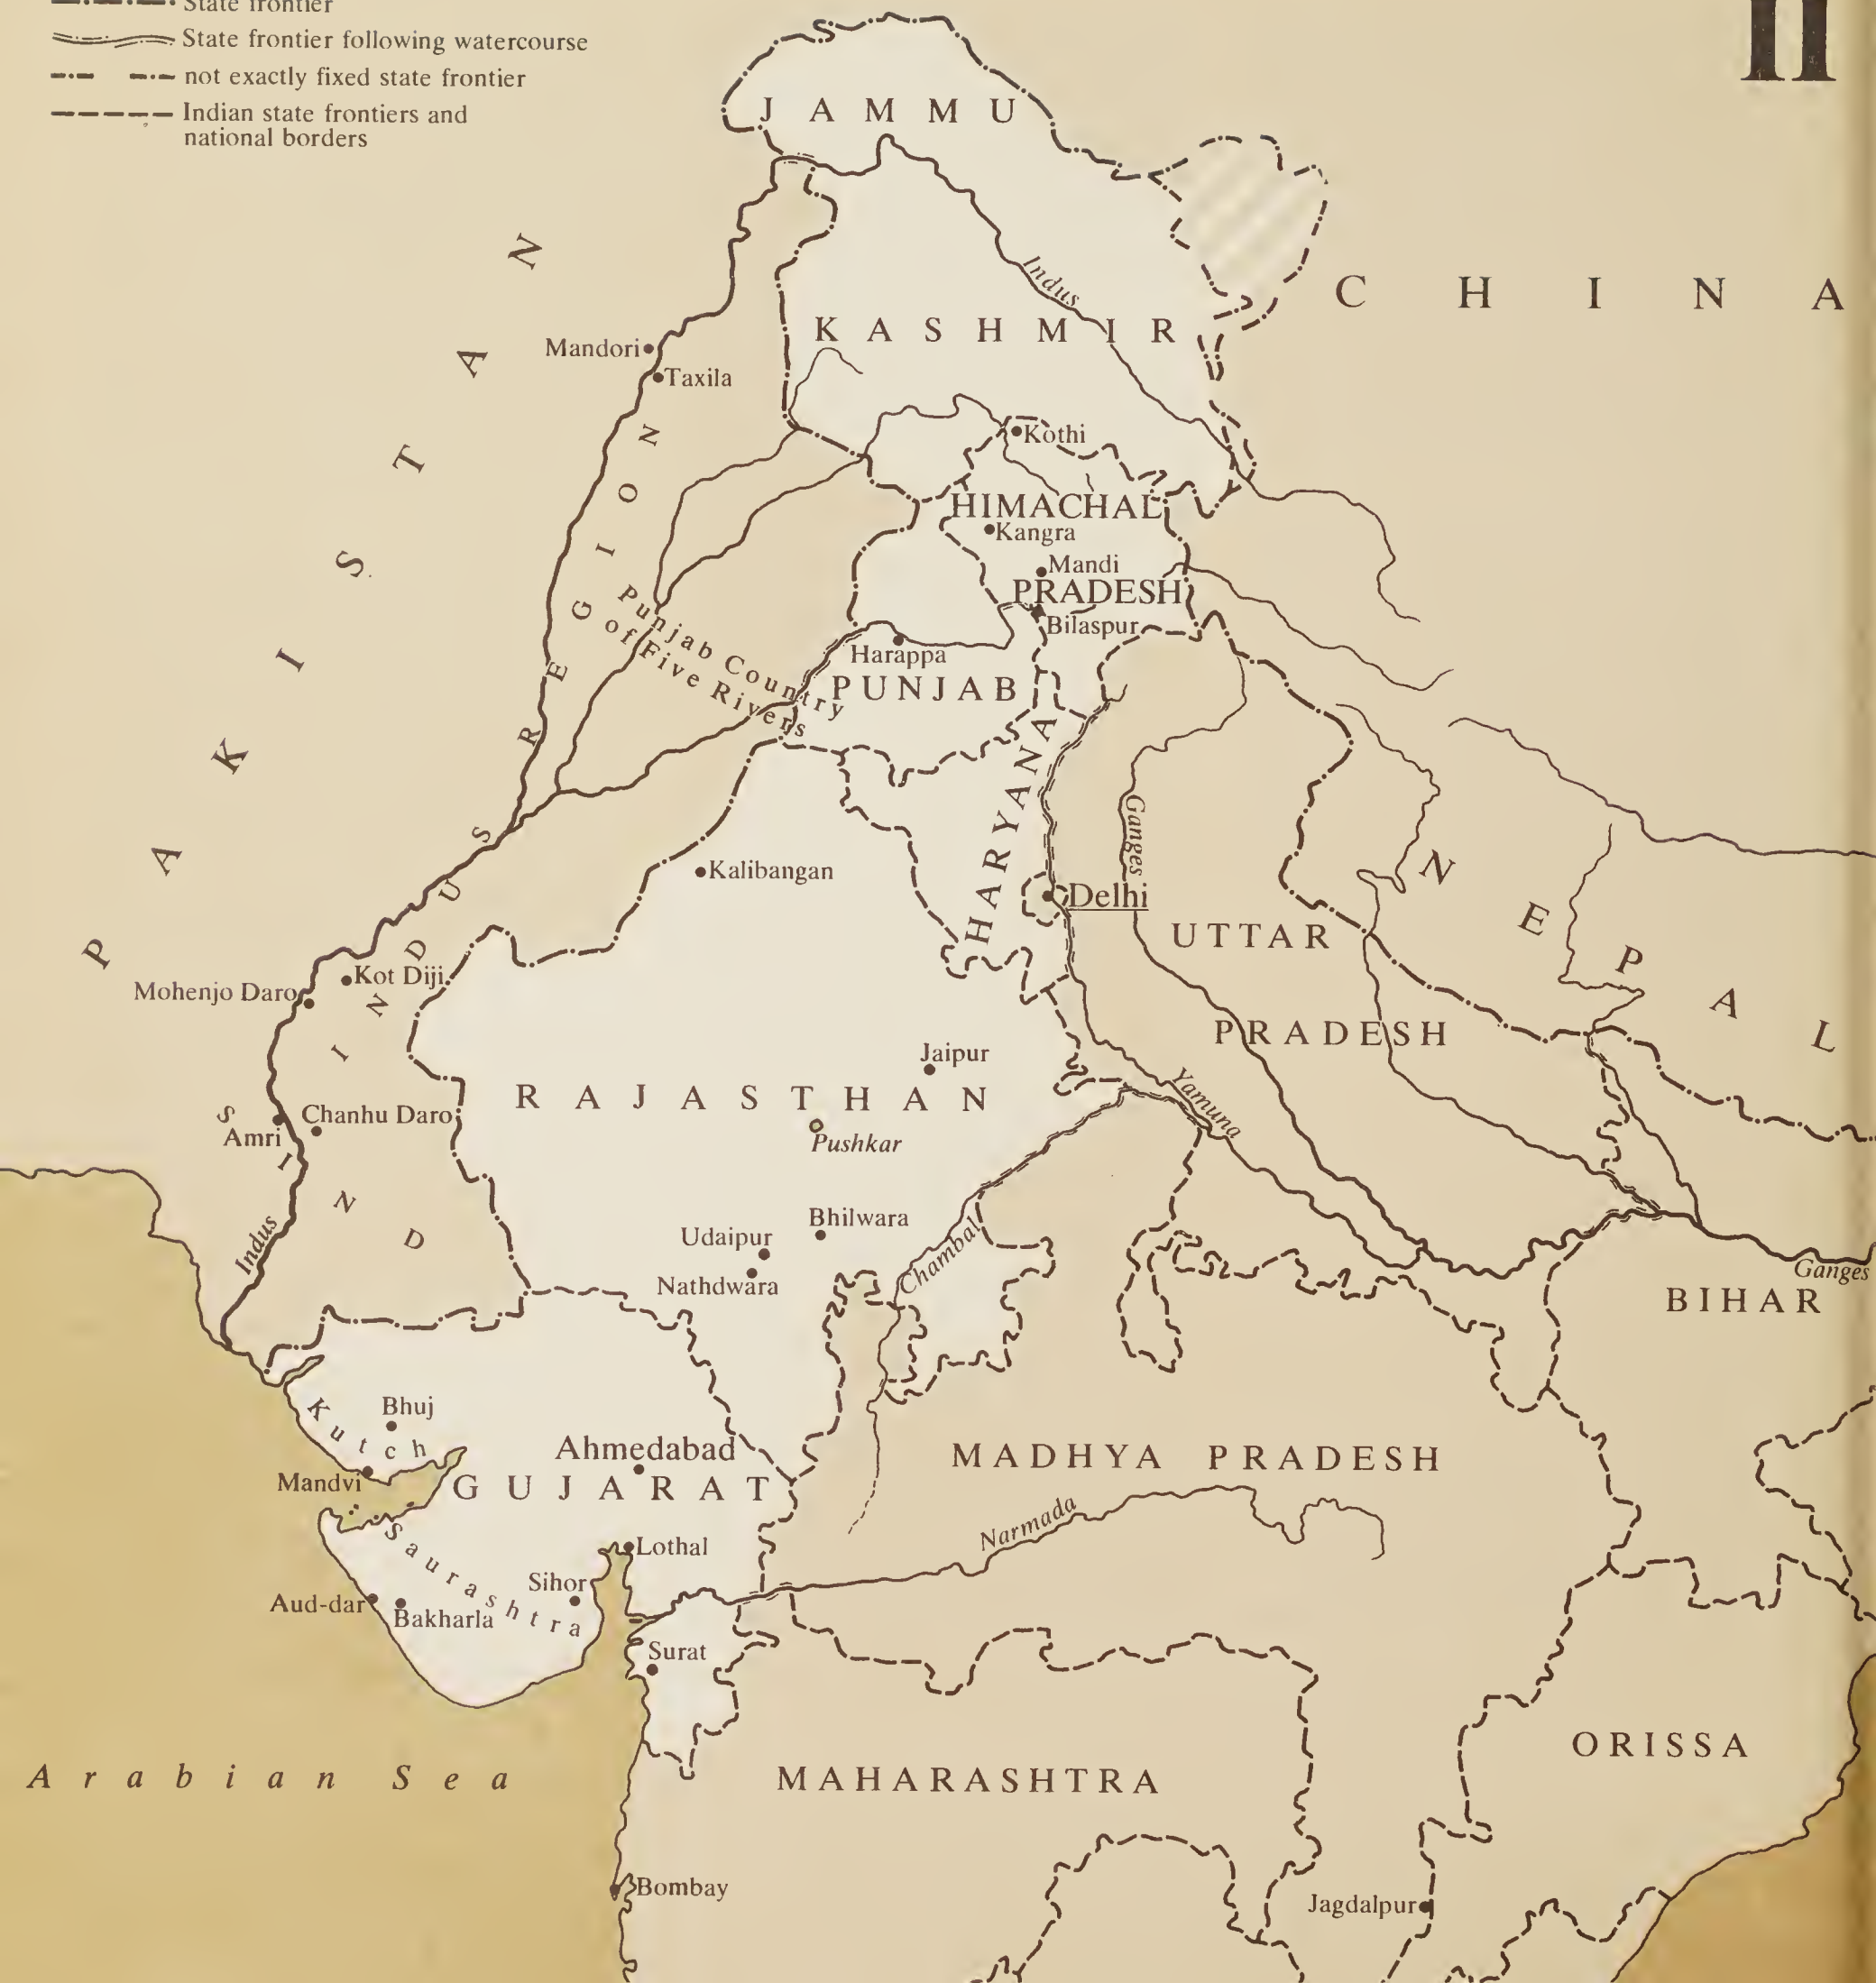 State frontier
State frontier following watercourse
not exactly fixed state frontier
Indian state frontiers and
national borders
II
JAMMU
CHINA
Indus
KASHMIR
PAKISTAN
Mandori
Taxila
INDUS REGION
Kothi
HIMACHAL
Kangra
Mandi
PRADESH
Bilaspur
Punjab Country
of Five Rivers
Harappa
PUNJAB
HARYANA
Ganges
Kalibangan
Delhi
NEPAL
UTTAR
PRADESH
Kot Diji
Mohenjo Daro
Jaipur
RAJASTHAN
Yamuna
Chanhu Daro
Amri
SIND
Pushkar
Indus
Bhilwara
Udaipur
Nathdwara
Chambal
Ganges
BIHAR
Kutch
Bhuj
Ahmedabad
MADHYA PRADESH
Mandvi
GUJARAT
Narmada
Saurashtra
Lothal
Sihor
Aud-dar
Bakharla
Surat
ORISSA
Arabian Sea
MAHARASHTRA
Bombay
Jagdalpur